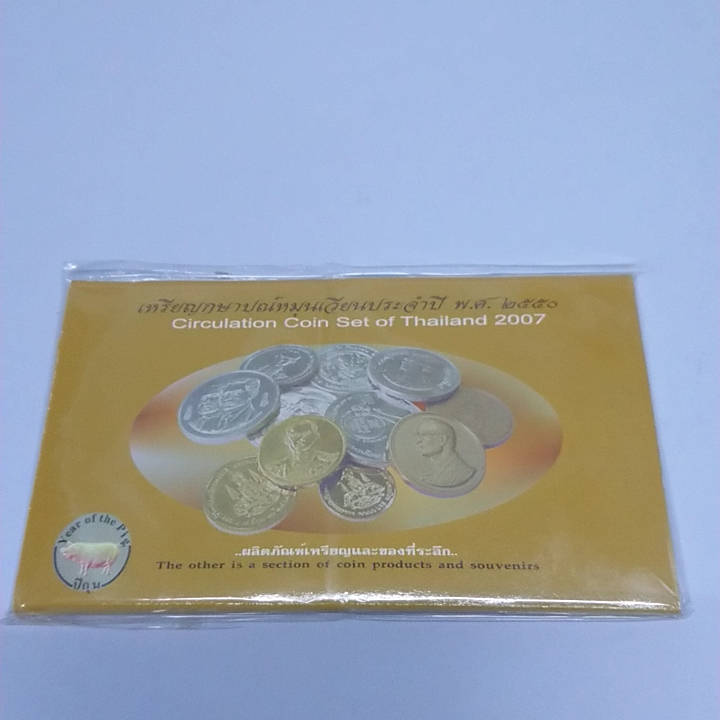 เหรียญกษาปณ์หมุนเวียนประจำปี พ.ศ. ๒๕๕๐
Circulation Coin Set of Thailand 2007
Year of the Pig
ปีกุน
..ผลิตภัณฑ์เหรียญและของที่ระลึก..
The other is a section of coin products and souvenirs